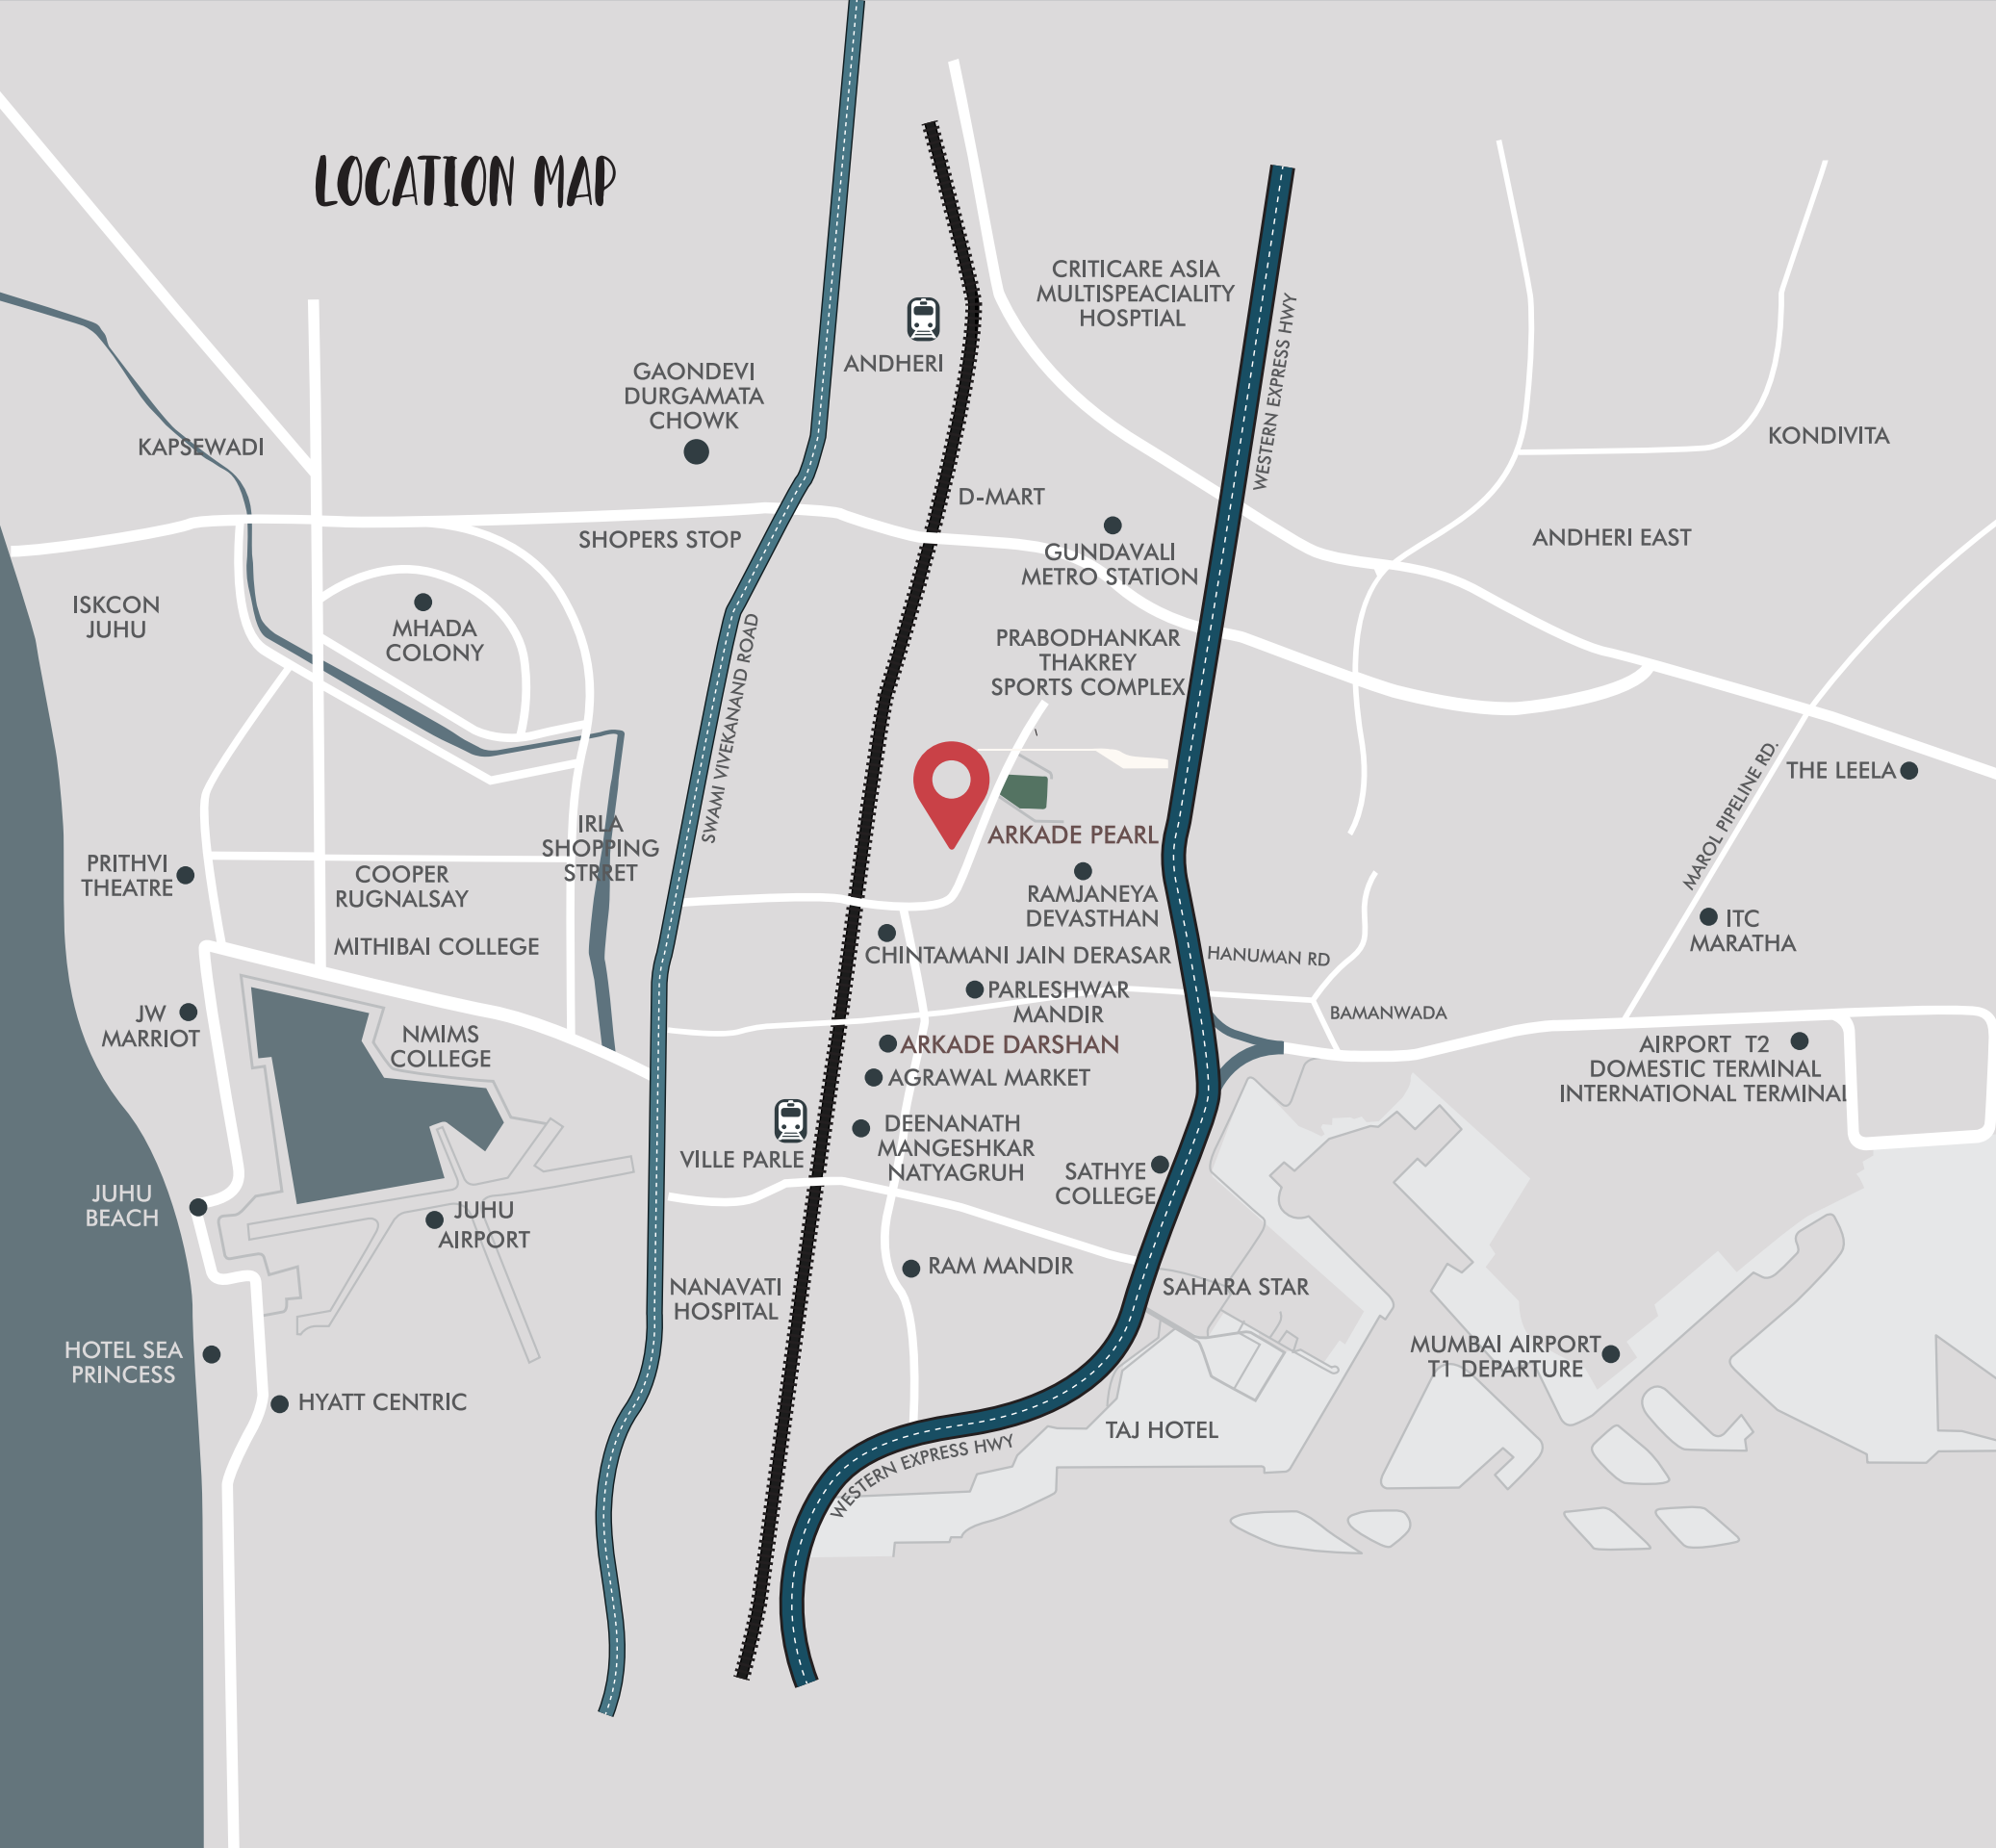 LOCATION MAP
CRITICARE ASIA
MULTISPEACIALITY
HOSPTIAL
WESTERN EXPRESS HWY
ANDHERI
GAONDEVI
DURGAMATA
CHOWK
KAPSEWADI
KONDIVITA
D-MART
SHOPERS STOP
GUNDAVALI
METRO STATION
ANDHERI EAST
ISKCON
JUHU
MHADA
COLONY
SWAMI VIVEKANAND ROAD
PRABODHANKAR
THAKREY
SPORTS COMPLEX
MAROL PIPELINE RD.
THE LEELA
IRLA
SHOPPING
STRRET
ARKADE PEARL
PRITHVI
THEATRE
COOPER
RUGNALSAY
RAMJANEYA
DEVASTHAN
ITC
MARATHA
MITHIBAI COLLEGE
CHINTAMANI JAIN DERASAR
HANUMAN RD
PARLESHWAR
MANDIR
BAMANWADA
JW
MARRIOT
NMIMS
COLLEGE
ARKADE DARSHAN
AIRPORT T2
DOMESTIC TERMINAL
INTERNATIONAL TERMINAL
AGRAWAL MARKET
DEENANATH
MANGESHKAR
NATYAGRUH
VILLE PARLE
SATHYE
COLLEGE
JUHU
BEACH
JUHU
AIRPORT
RAM MANDIR
NANAVATI
HOSPITAL
SAHARA STAR
HOTEL SEA
PRINCESS
MUMBAI AIRPORT
T1 DEPARTURE
HYATT CENTRIC
TAJ HOTEL
WESTERN EXPRESS HWY